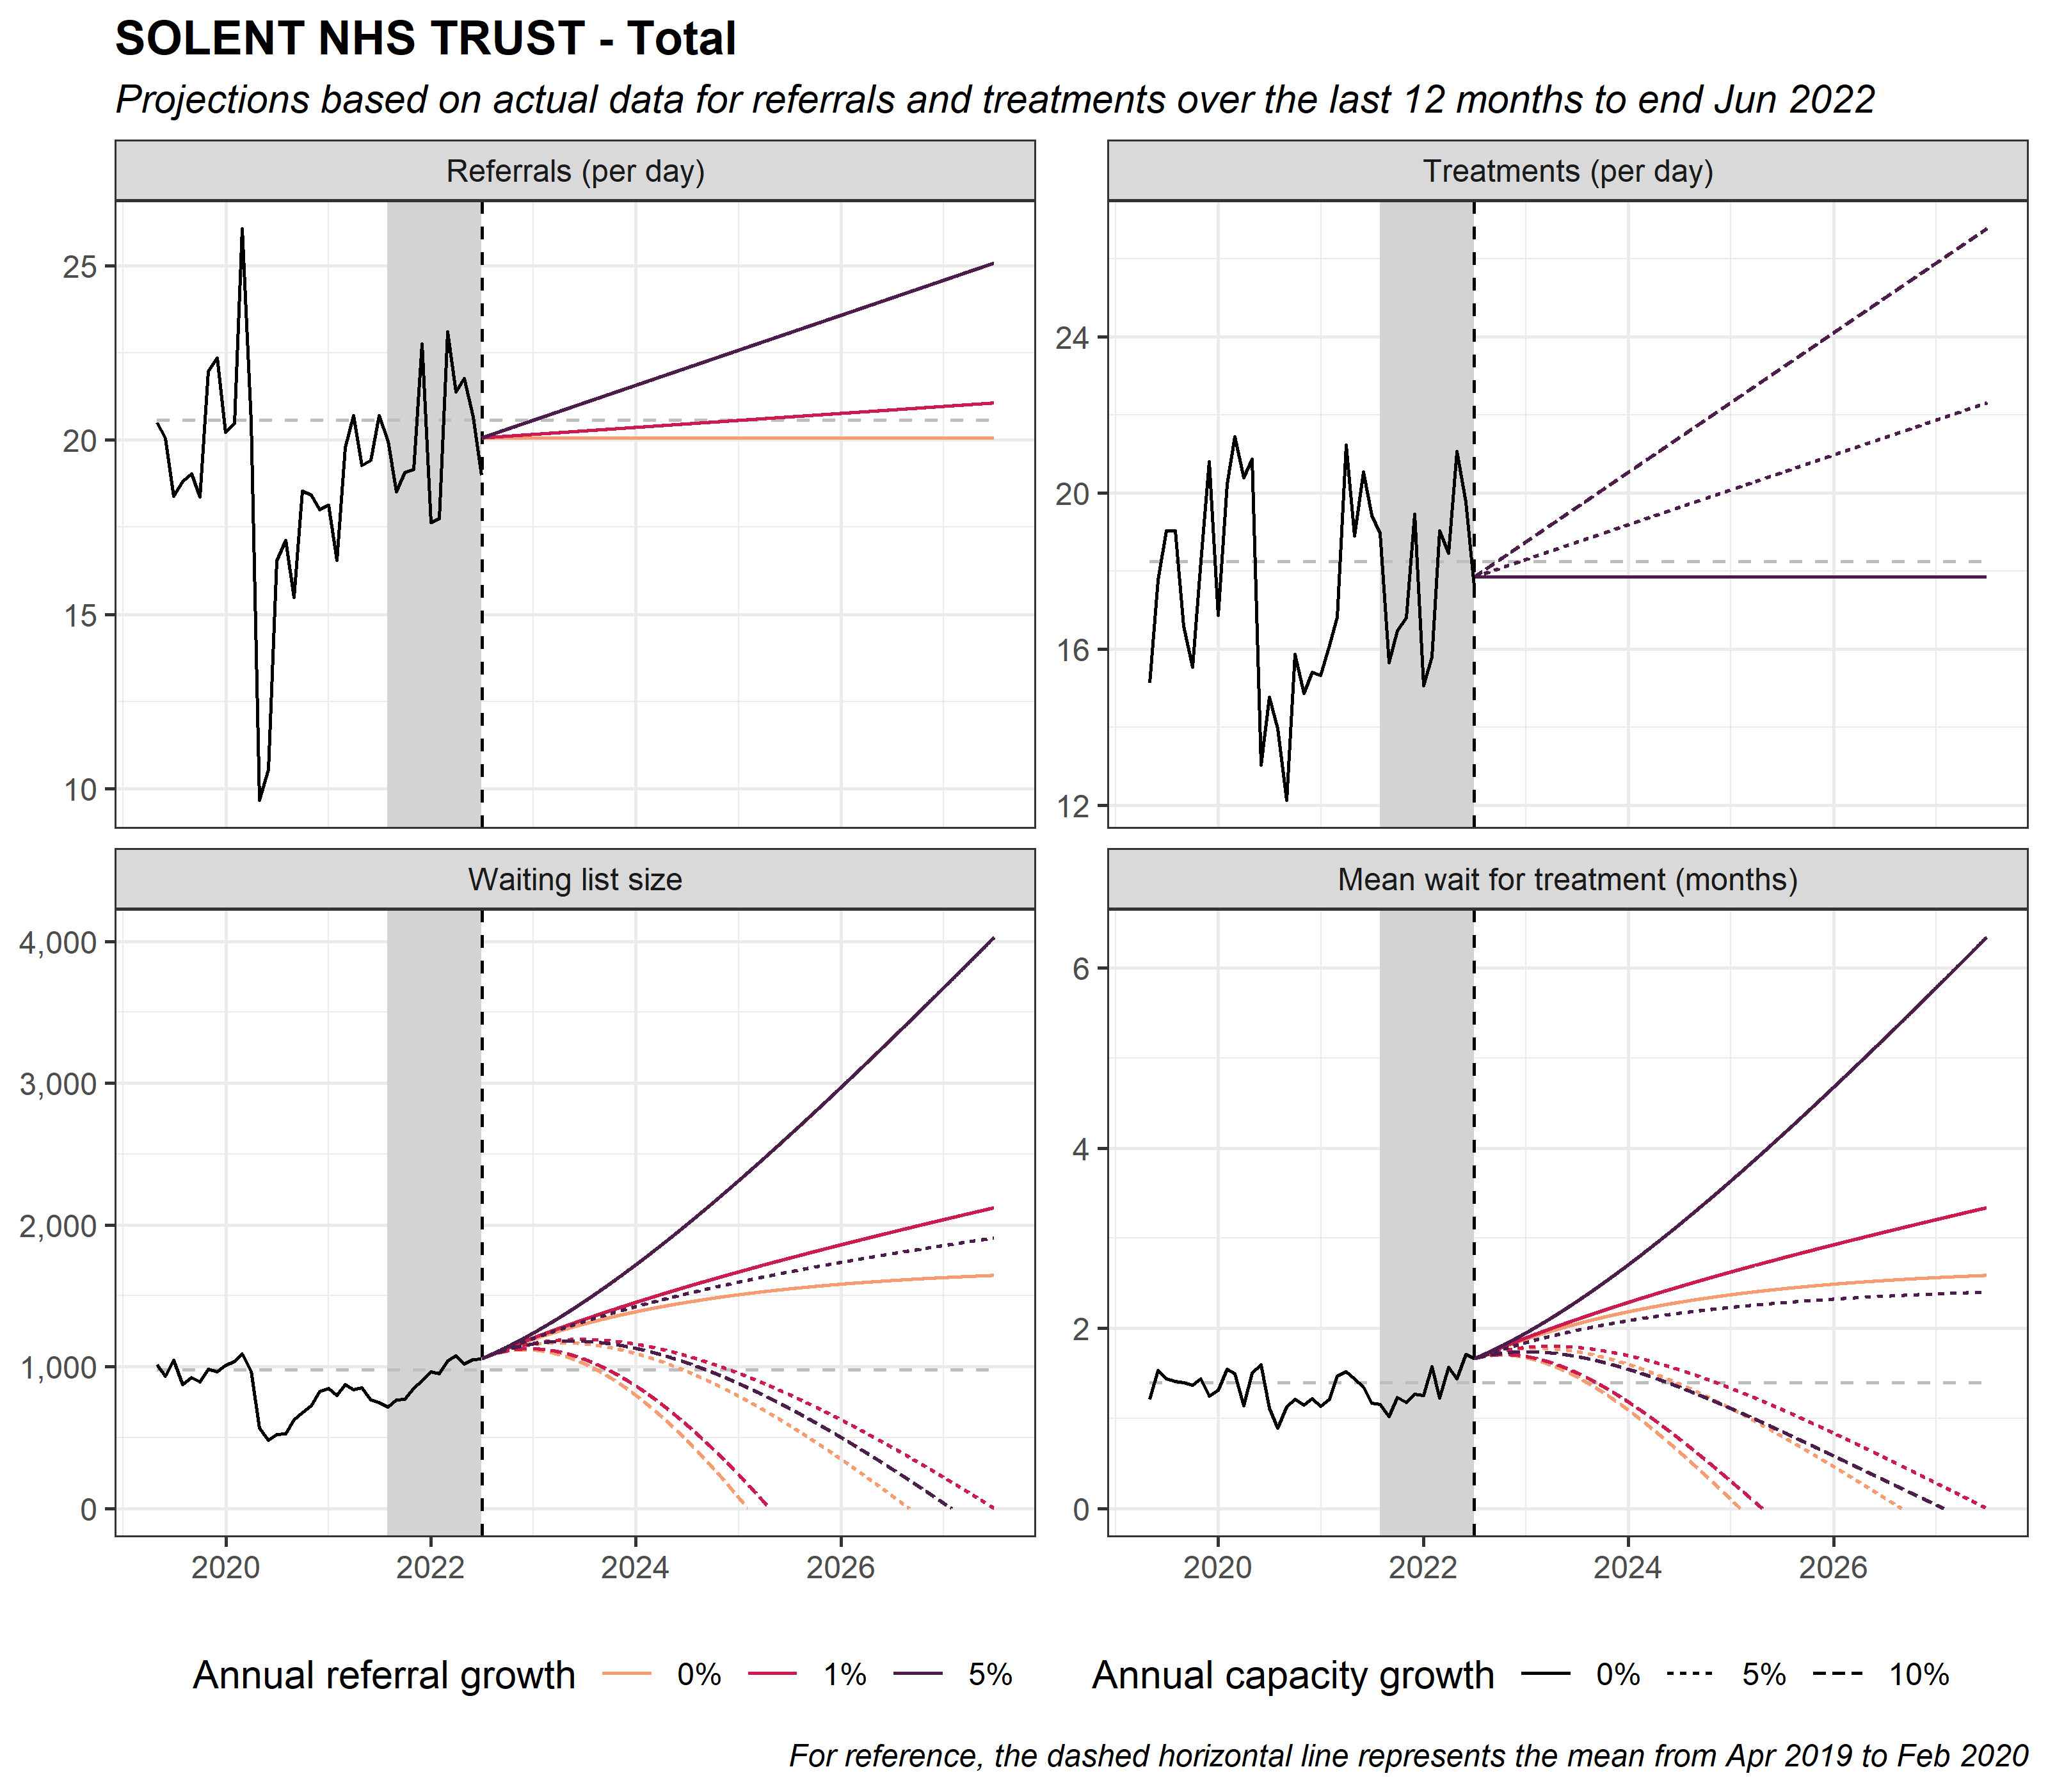 SOLENT NHS TRUST - Total
Projections based on actual data for referrals and treatments over the last 12 months to end Jun 2022
Referrals (per day)
25
20
15
10
Treatments (per day)
24
20
16
12
Waiting list size
4,000
3,000
2,000
1,000
0
2020 2022 2024 2026
Mean wait for treatment (months)
6
4
2
0
2020 2022 2024 2026
Annual referral growth 0% 1% 5%
Annual capacity growth 0% 5% 10%
For reference, the dashed horizontal line represents the mean from Apr 2019 to Feb 2020